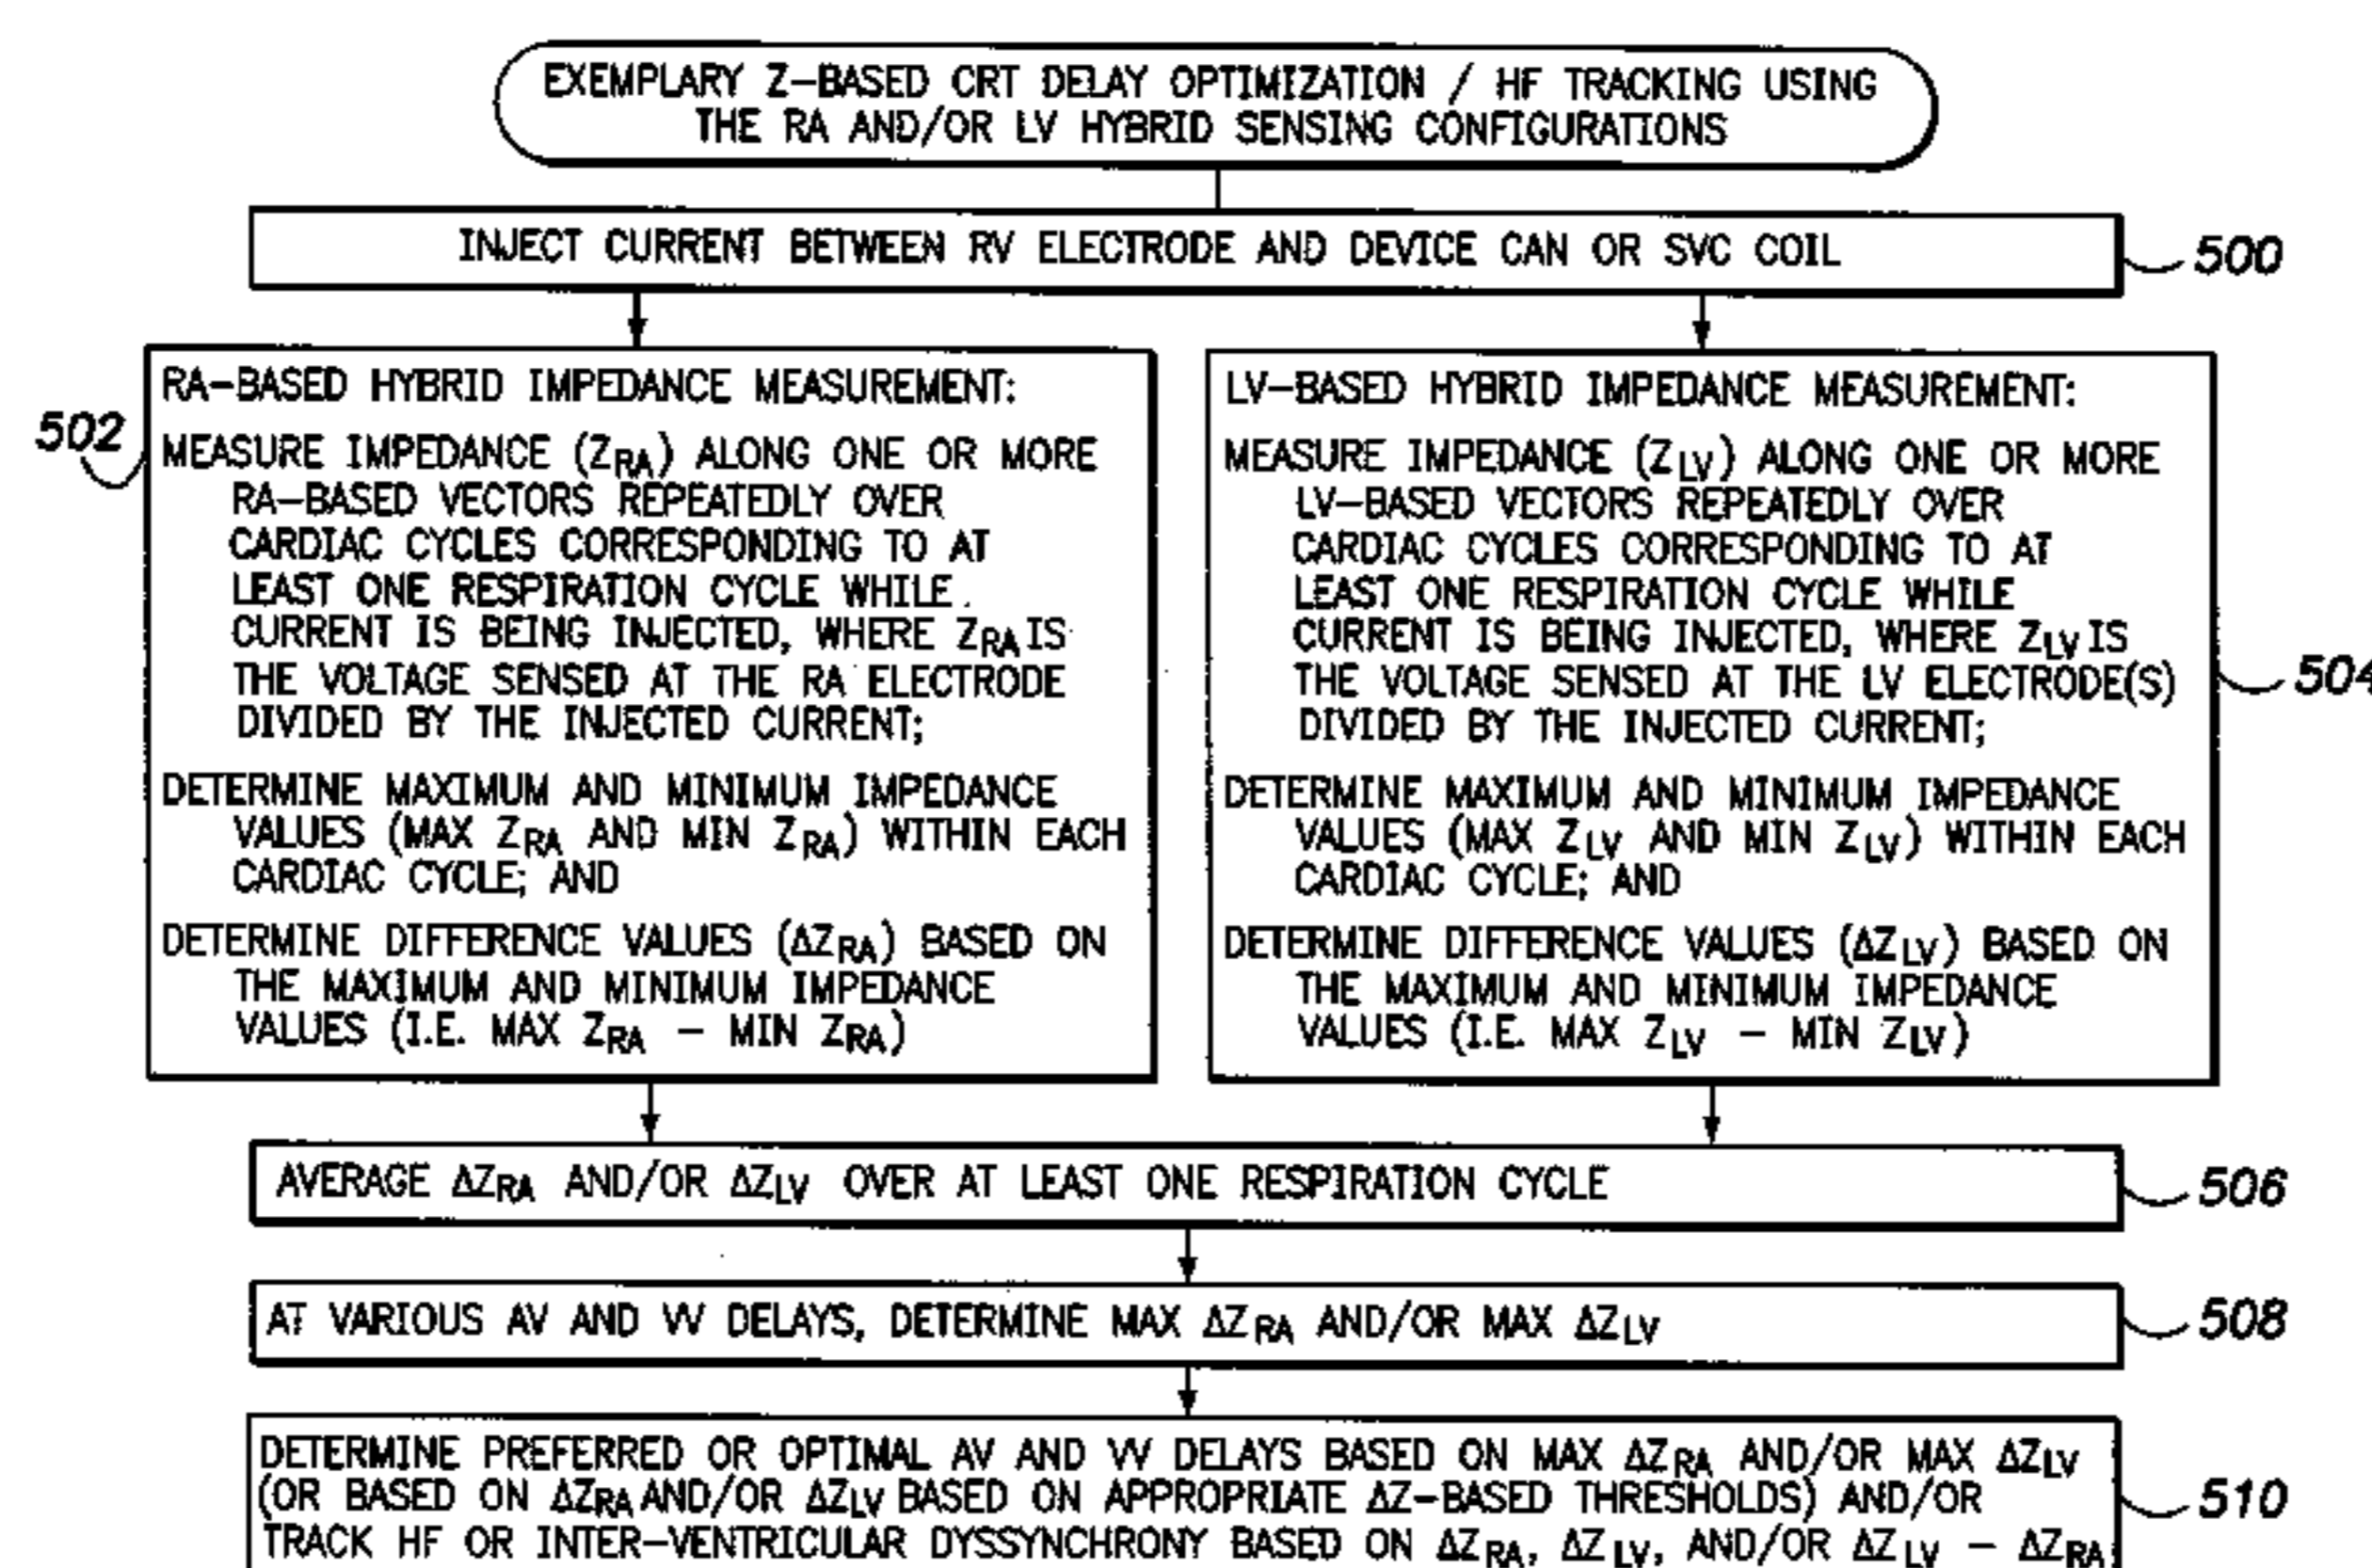 EXEMPLARY Z-BASED CRT DELAY OPTIMIZATION / HF TRACKING USING
THE RA AND/OR LV HYBRID SENSING CONFIGURATIONS
INJECT CURRENT BETWEEN RV ELECTRODE AND DEVICE CAN OR SVC COIL
500
502
RA-BASED HYBRID IMPEDANCE MEASUREMENT:
MEASURE IMPEDANCE (ZRA) ALONG ONE OR MORE
RA-BASED VECTORS REPEATEDLY OVER
CARDIAC CYCLES CORRESPONDING TO AT
LEAST ONE RESPIRATION CYCLE WHILE
CURRENT IS BEING INJECTED, WHERE ZRA IS
THE VOLTAGE SENSED AT THE RA ELECTRODE
DIVIDED BY THE INJECTED CURRENT;
DETERMINE MAXIMUM AND MINIMUM IMPEDANCE
VALUES (MAX ZRA AND MIN ZRA) WITHIN EACH
CARDIAC CYCLE; AND
DETERMINE DIFFERENCE VALUES (ΔZRA) BASED ON
THE MAXIMUM AND MINIMUM IMPEDANCE
VALUES (I.E. MAX ZRA – MIN ZRA)
LV-BASED HYBRID IMPEDANCE MEASUREMENT:
MEASURE IMPEDANCE (ZLV) ALONG ONE OR MORE
LV-BASED VECTORS REPEATEDLY OVER
CARDIAC CYCLES CORRESPONDING TO AT
LEAST ONE RESPIRATION CYCLE WHILE
CURRENT IS BEING INJECTED, WHERE ZLV IS
THE VOLTAGE SENSED AT THE LV ELECTRODE(S)
DIVIDED BY THE INJECTED CURRENT;
DETERMINE MAXIMUM AND MINIMUM IMPEDANCE
VALUES (MAX ZLV AND MIN ZLV) WITHIN EACH
CARDIAC CYCLE; AND
DETERMINE DIFFERENCE VALUES (ΔZLV) BASED ON
THE MAXIMUM AND MINIMUM IMPEDANCE
VALUES (I.E. MAX ZLV – MIN ZLV)
504
AVERAGE ΔZRA AND/OR ΔZLV OVER AT LEAST ONE RESPIRATION CYCLE
506
AT VARIOUS AV AND VV DELAYS, DETERMINE MAX ΔZRA AND/OR MAX ΔZLV
508
DETERMINE PREFERRED OR OPTIMAL AV AND VV DELAYS BASED ON MAX ΔZRA AND/OR MAX ΔZLV
(OR BASED ON ΔZRA AND/OR ΔZLV BASED ON APPROPRIATE ΔZ-BASED THRESHOLDS) AND/OR
TRACK HF OR INTER-VENTRICULAR DYSSYNCHRONY BASED ON ΔZRA, ΔZLV, AND/OR ΔZLV – ΔZRA
510